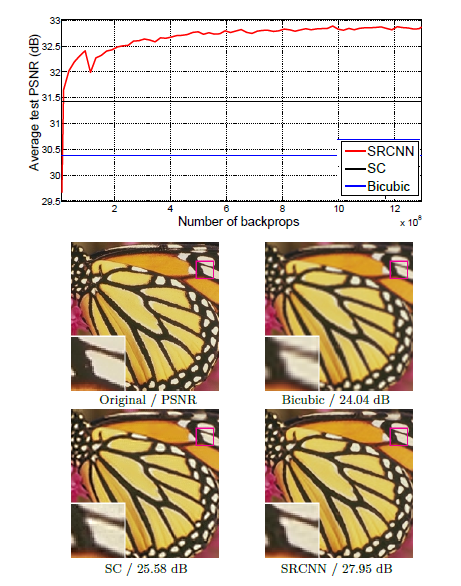 33
32.5
32
31.5
31
30.5
30
29.5
Average test PSNR (dB)
SRCNN
SC
Bicubic
2 4 6 8 10 12
Number of backprops
x 10⁸
Original / PSNR
Bicubic / 24.04 dB
SC / 25.58 dB
SRCNN / 27.95 dB